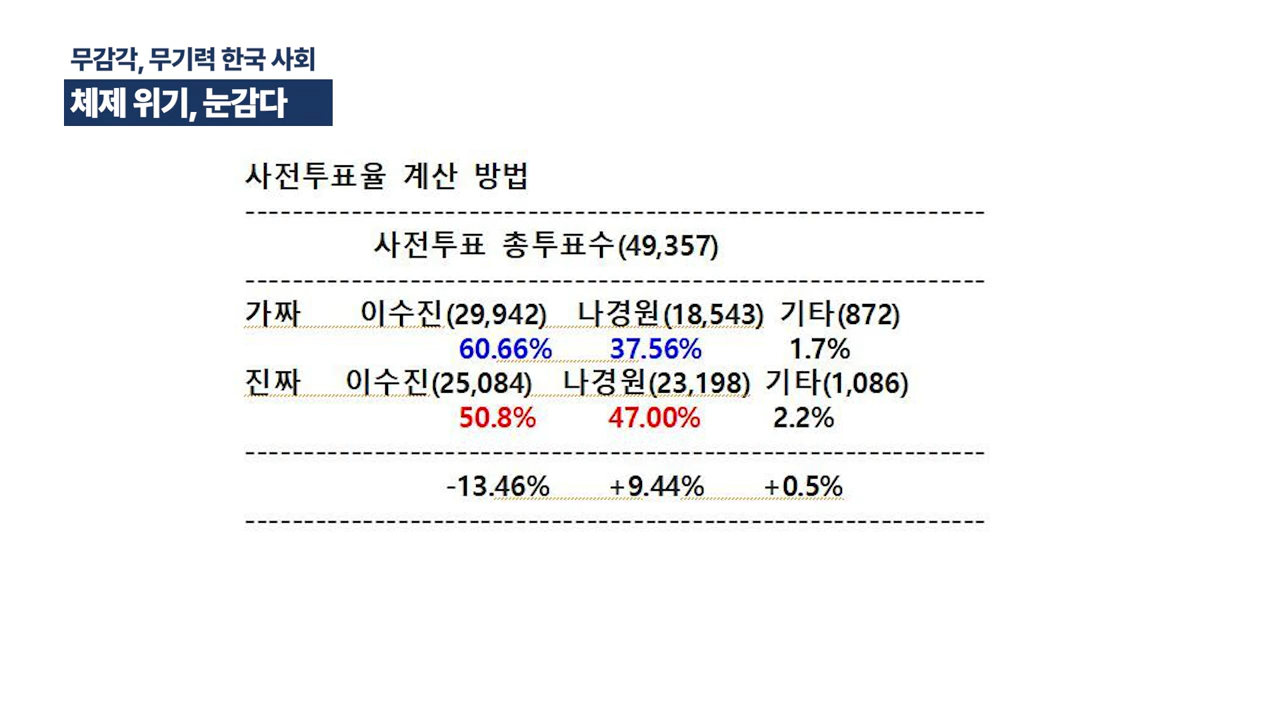 무감각, 무기력 한국 사회
체제 위기, 눈감다
사전투표율 계산 방법
---------------------------------------------------------------
사전투표 총투표수(49,357)
---------------------------------------------------------------
가짜 이수진(29,942) 나경원(18,543) 기타(872)
60.66% 37.56% 1.7%
진짜 이수진(25,084) 나경원(23,198) 기타(1,086)
50.8% 47.00% 2.2%
---------------------------------------------------------------
-13.46% +9.44% +0.5%
---------------------------------------------------------------